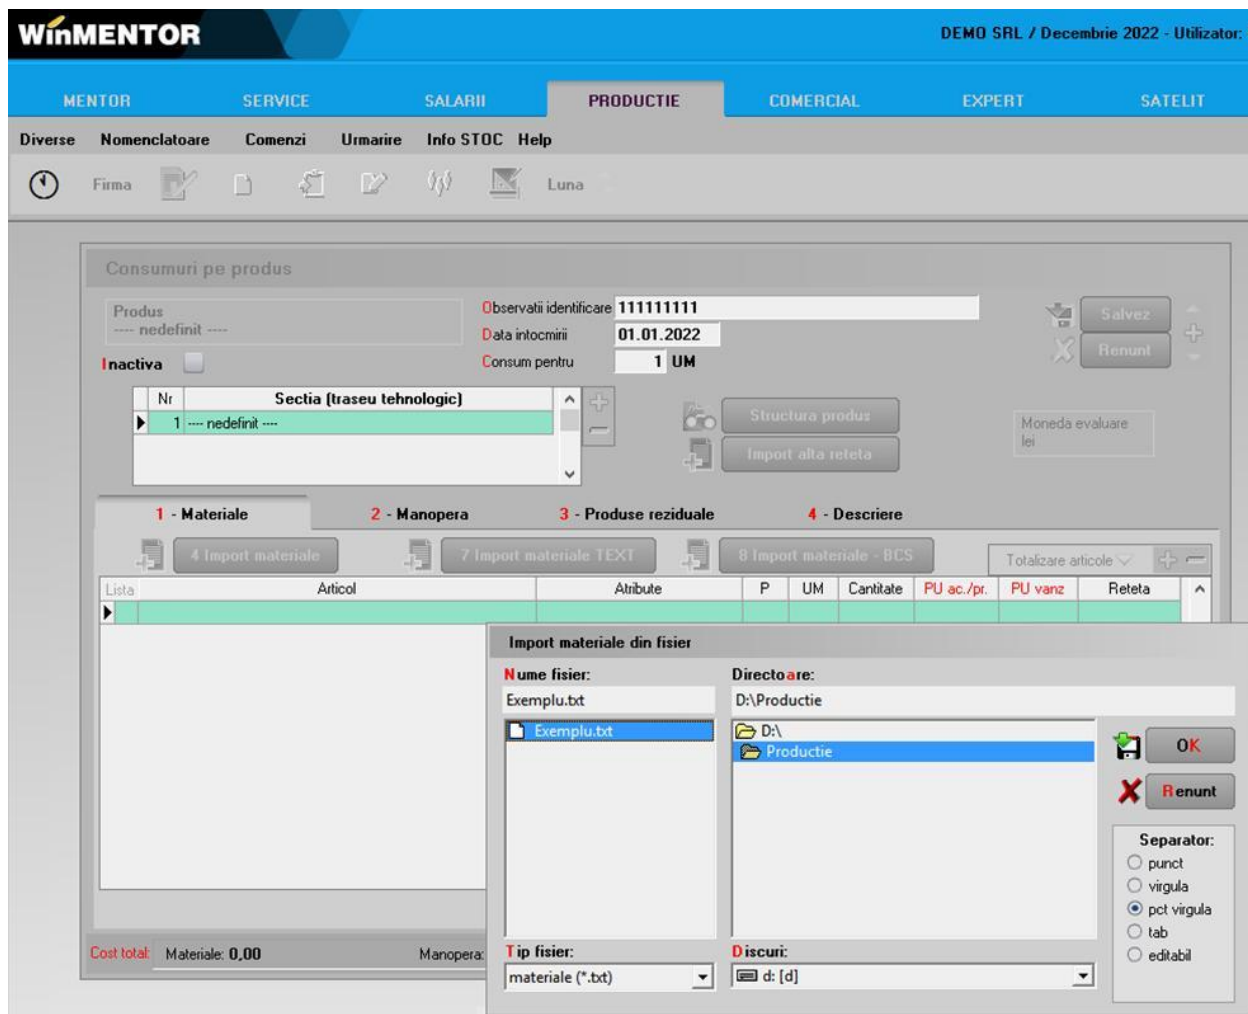 WinMENTOR
DEMO SRL / Decembrie 2022 - Utilizator:
MENTOR SERVICE SALARII PRODUCTIE COMERCIAL EXPERT SATELIT
Diverse Nomenclatoare Comenzi Urmarire Info STOC Help
Firma Luna
Consumuri pe produs
Produs
---- nedefinit ----
Observatii identificare 111111111
Data intocmirii 01.01.2022
Consum pentru 1 UM
Inactiva
Salvez
Renunt
Nr Sectia (traseu tehnologic)
1 ---- nedefinit ----
Structura produs
Import alta reteta
Moneda evaluare
lei
1 - Materiale 2 - Manopera 3 - Produse reziduale 4 - Descriere
4 Import materiale 7 Import materiale TEXT 8 Import materiale - BCS Totalizare articole
Lista Articol Atribute P UM Cantitate PU ac./pr. PU vanz Reteta
Import materiale din fisier
Nume fisier: Directoare:
Exemplu.txt D:\Productie
Exemplu.txt D:\
Productie
OK
Renunt
Separator:
punct
virgula
pct virgula
tab
editabil
Tip fisier: Discuri:
materiale (*.txt) d: [d]
Cost total: Materiale: 0,00 Manopera: